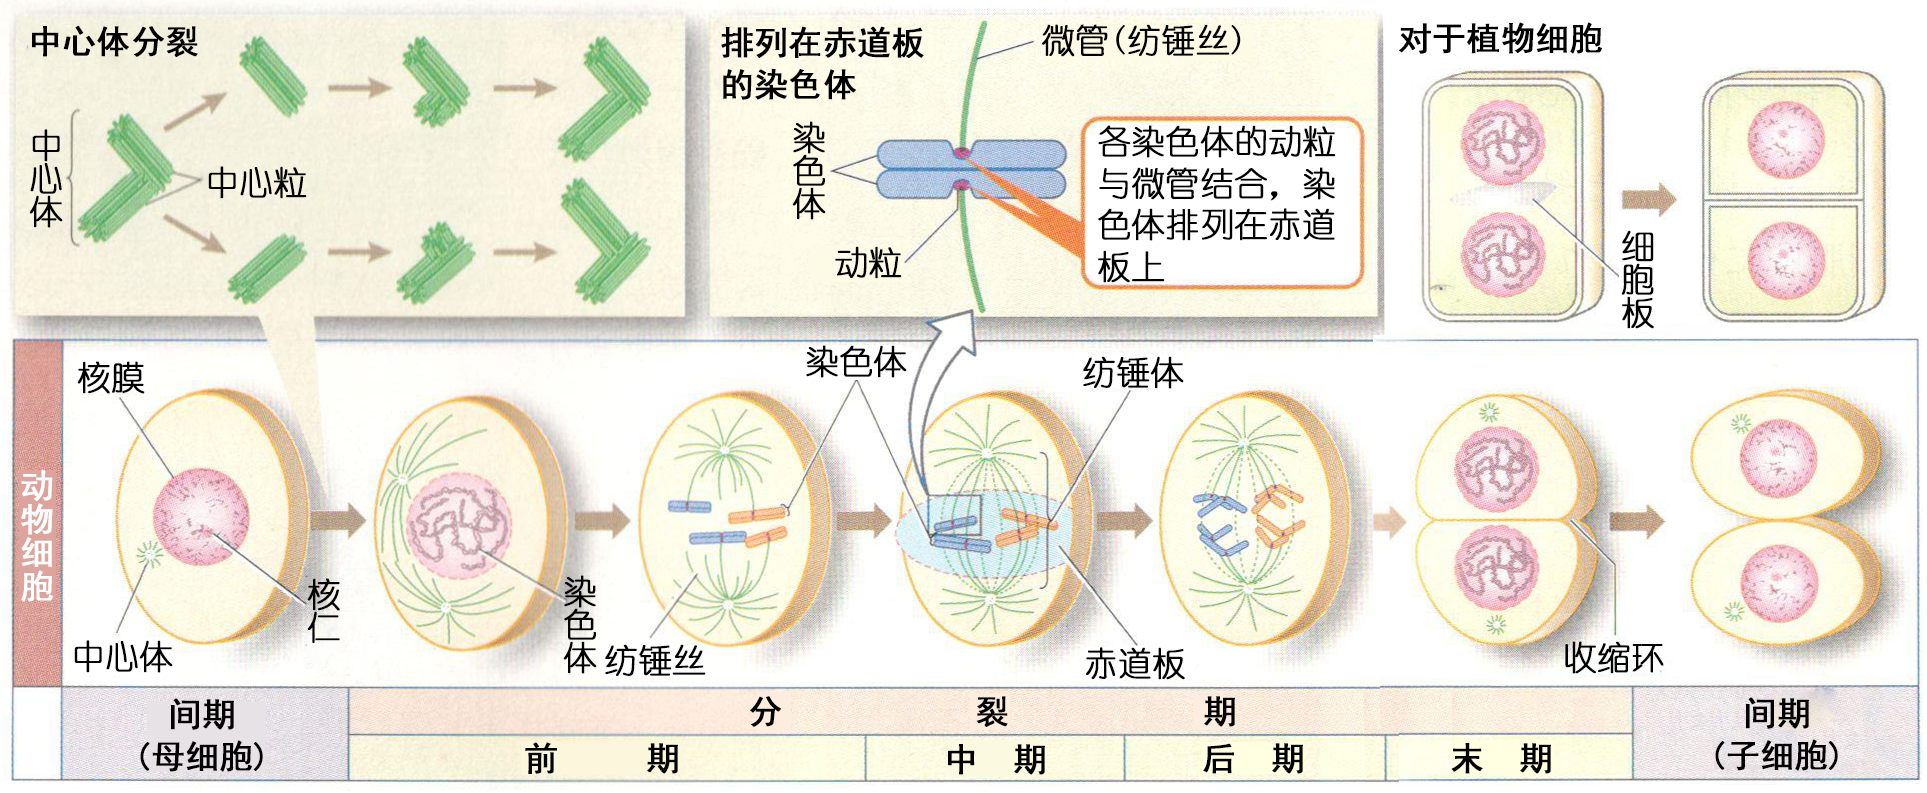 中心体分裂
中心体
中心粒
排列在赤道板
的染色体
微管(纺锤丝)
染色体
动粒
各染色体的动粒
与微管结合，染
色体排列在赤道
板上
对于植物细胞
细胞板
动物细胞
核膜
中心体
核仁
染色体
纺锤丝
染色体
纺锤体
赤道板
收缩环
间期
(母细胞)
分裂期
前期
中期
后期
末期
间期
(子细胞)